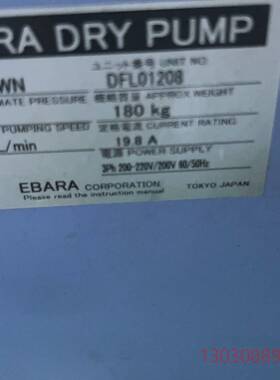 RA DRY PUMP
ユニット番号 UNIT NO.
WN DFL01208
MATE PRESSURE 概略質量 APPROX WEIGHT
180 kg
PUMPING SPEED 定格電流 CURRENT RATING
L/min 19.8 A
電源 POWER SUPPLY
3Ph 200-220V/200V 60/50Hz
EBARA CORPORATION TOKYO JAPAN
Please read the instruction manual
13030089